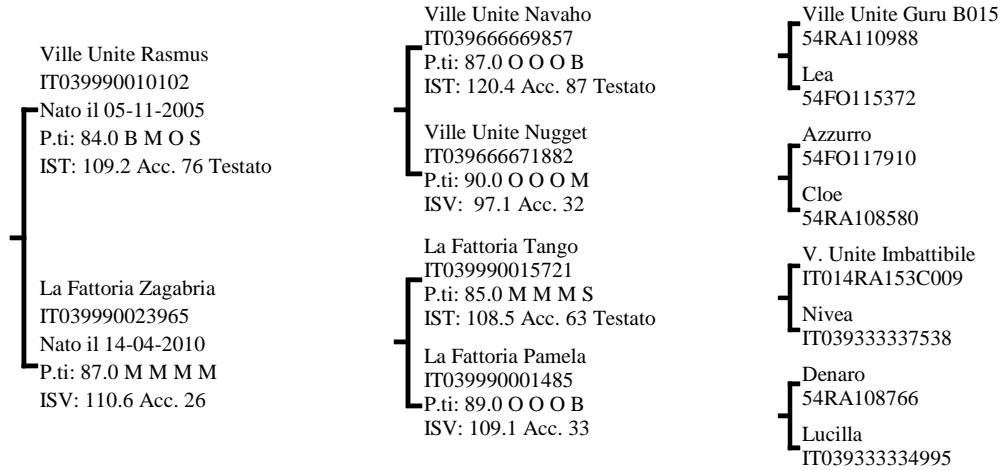 Ville Unite Rasmus
IT039990010102
Nato il 05-11-2005
P.ti: 84.0 B M O S
IST: 109.2 Acc. 76 Testato
La Fattoria Zagabria
IT039990023965
Nato il 14-04-2010
P.ti: 87.0 M M M M
ISV: 110.6 Acc. 26
Ville Unite Navaho
IT039666669857
P.ti: 87.0 O O O B
IST: 120.4 Acc. 87 Testato
Ville Unite Nugget
IT039666671882
P.ti: 90.0 O O O M
ISV: 97.1 Acc. 32
La Fattoria Tango
IT039990015721
P.ti: 85.0 M M M S
IST: 108.5 Acc. 63 Testato
La Fattoria Pamela
IT039990001485
P.ti: 89.0 O O O B
ISV: 109.1 Acc. 33
Ville Unite Guru B015
54RA110988
Lea
54FO115372
Azzurro
54FO117910
Cloe
54RA108580
V. Unite Imbattibile
IT014RA153C009
Nivea
IT039333337538
Denaro
54RA108766
Lucilla
IT039333334995